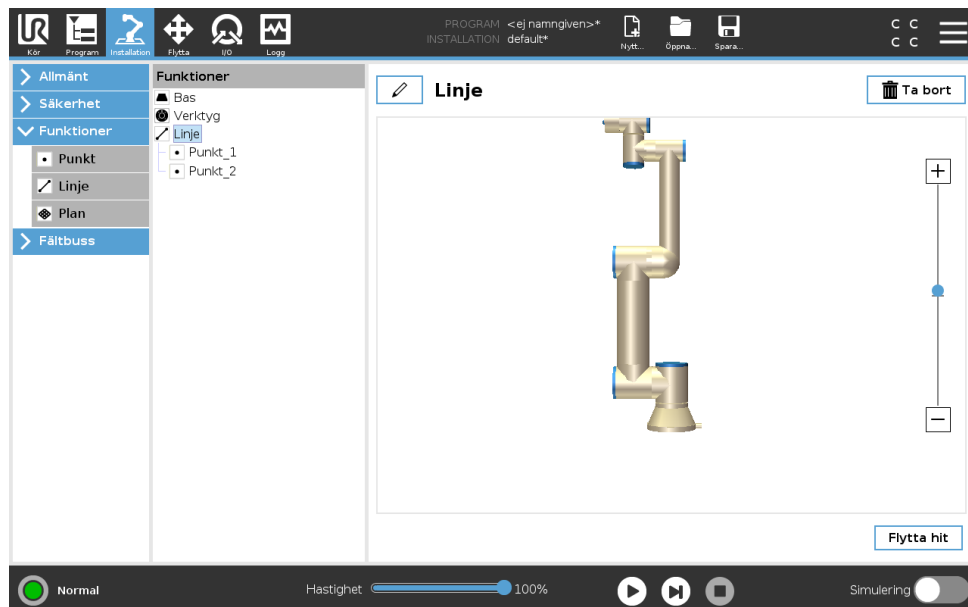 UR
Kör
Program
Installation
Flytta
I/O
Logg
PROGRAM <ej namngiven>*
INSTALLATION default*
Nytt...
Öppna...
Spara...
C C
C C
Allmänt
Säkerhet
Funktioner
Punkt
Linje
Plan
Fältbuss
Funktioner
Bas
Verktyg
Linje
Punkt_1
Punkt_2
Linje
Ta bort
Flytta hit
Normal
Hastighet
100%
Simulering